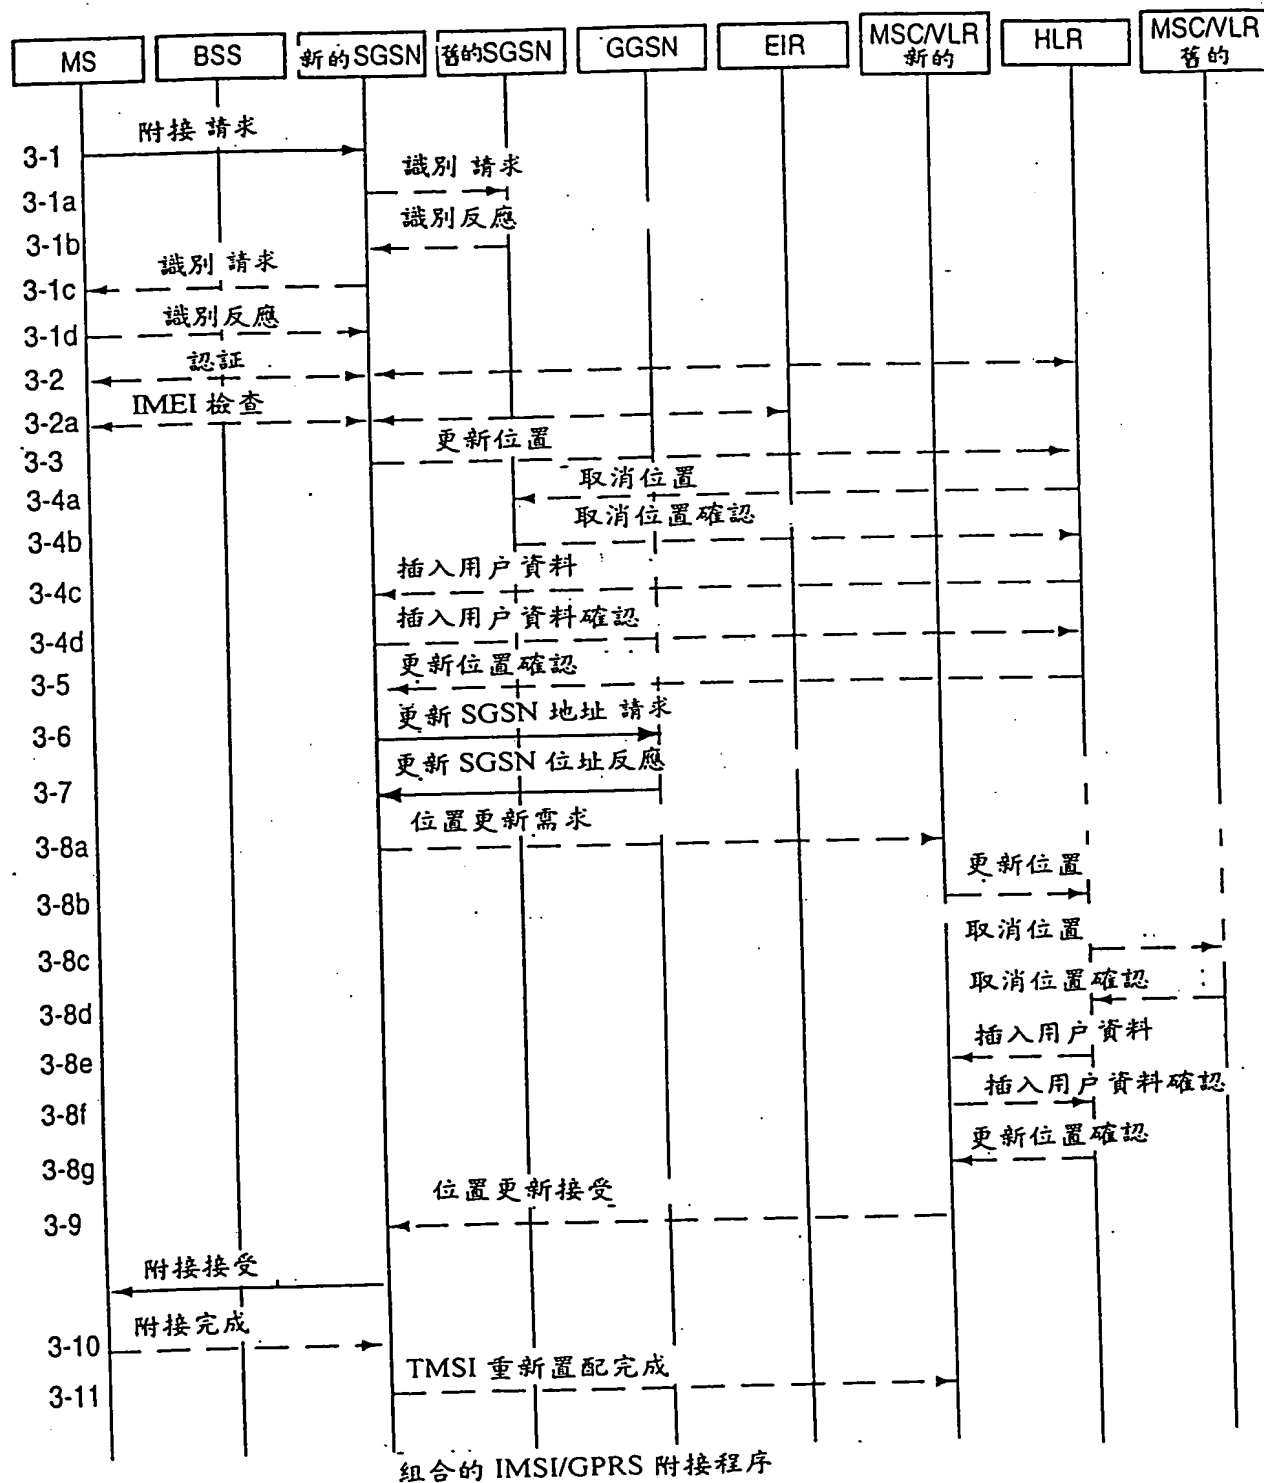 MS
BSS
新的SGSN
舊的SGSN
GGSN
EIR
MSC/VLR
新的
HLR
MSC/VLR
舊的
附接 請求
3-1
識別 請求
3-1a
識別反應
3-1b
識別 請求
3-1c
識別反應
3-1d
認証
3-2
IMEI 檢查
3-2a
更新位置
3-3
取消位置
3-4a
取消位置確認
3-4b
插入用户資料
3-4c
插入用户資料確認
3-4d
更新位置確認
3-5
更新 SGSN 地址 請求
3-6
更新 SGSN 位址反應
3-7
位置更新需求
3-8a
更新位置
3-8b
取消位置
3-8c
取消位置確認
3-8d
插入用户資料
3-8e
插入用户資料確認
3-8f
更新位置確認
3-8g
位置更新接受
3-9
附接接受
附接完成
3-10
TMSI 重新置配完成
3-11
組合的 IMSI/GPRS 附接程序